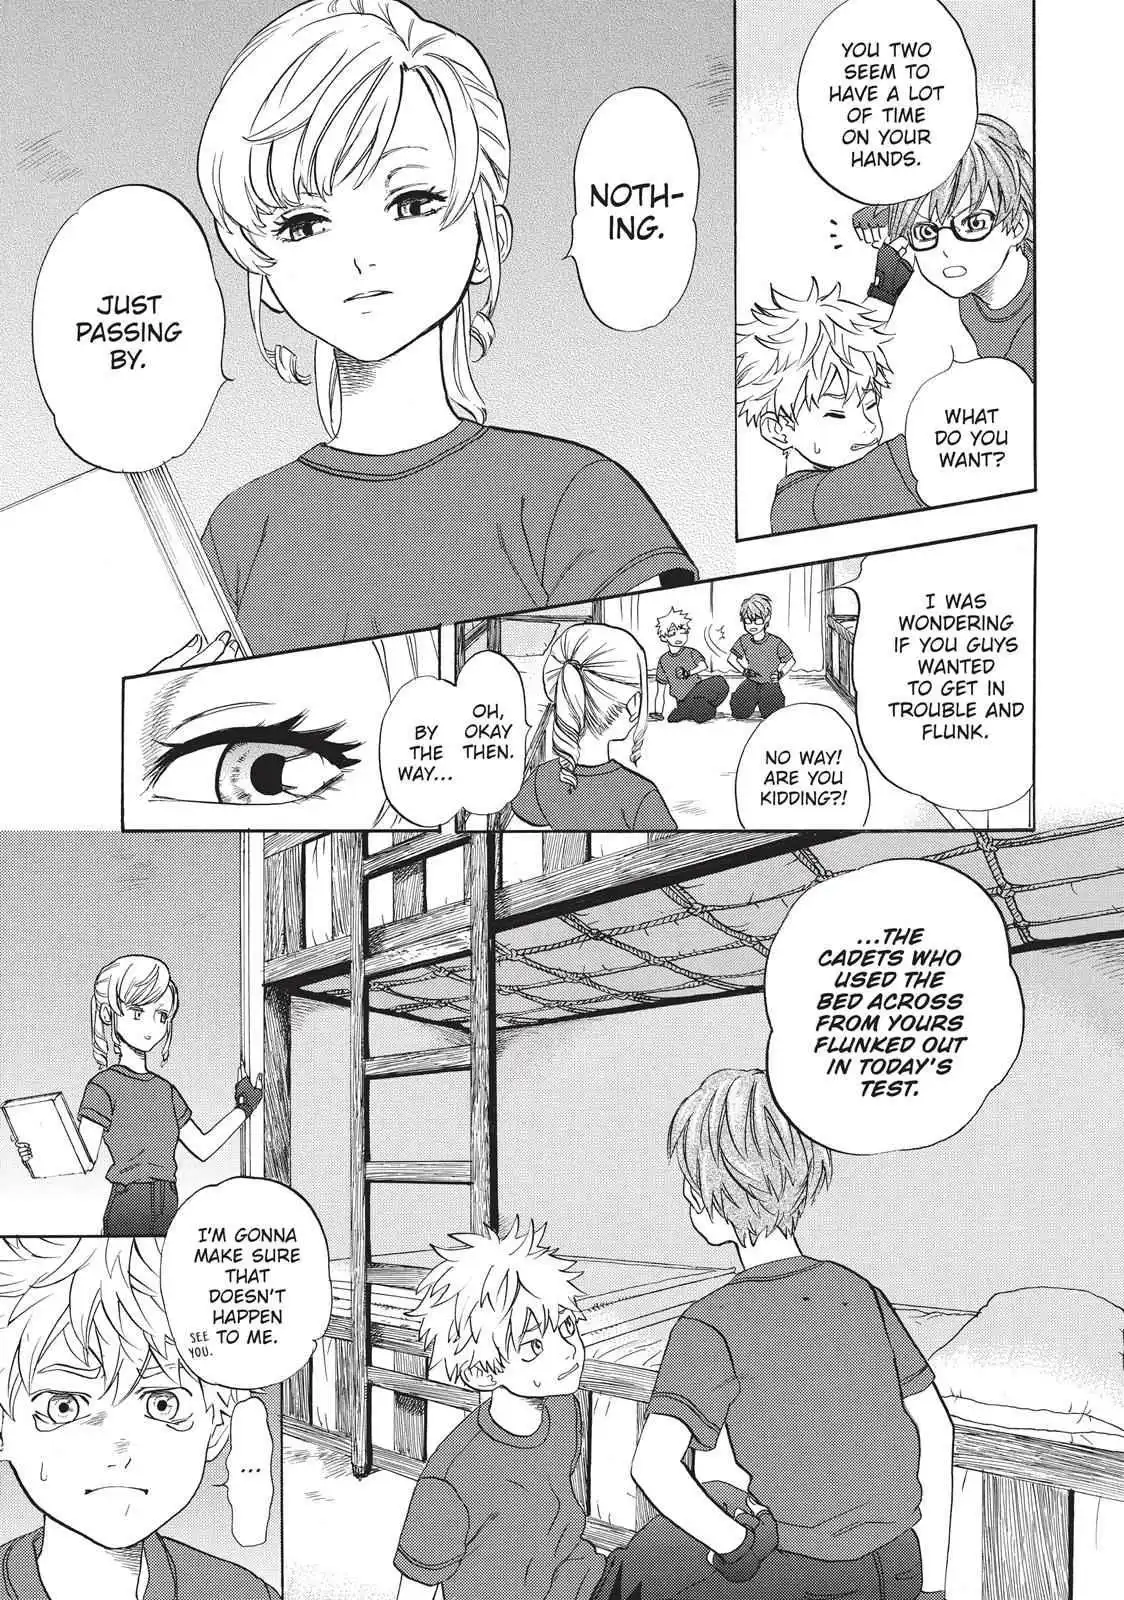 YOU TWO
SEEM TO
HAVE A LOT
OF TIME
ON YOUR
HANDS.
WHAT
DO YOU
WANT?
NOTH-
ING.
JUST
PASSING
BY.
I WAS
WONDERING
IF YOU GUYS
WANTED
TO GET IN
TROUBLE AND
FLUNK.
NO WAY!
ARE YOU
KIDDING?!
OH,
OKAY
THEN.
BY
THE
WAY...
...THE
CADETS WHO
USED THE
BED ACROSS
FROM YOURS
FLUNKED OUT
IN TODAY'S
TEST.
I'M GONNA
MAKE SURE
THAT
DOESN'T
HAPPEN
TO ME.
SEE
YOU.
...